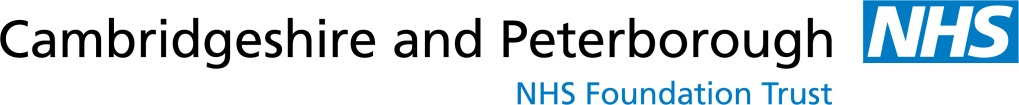 Cambridgeshire and Peterborough NHS
NHS Foundation Trust